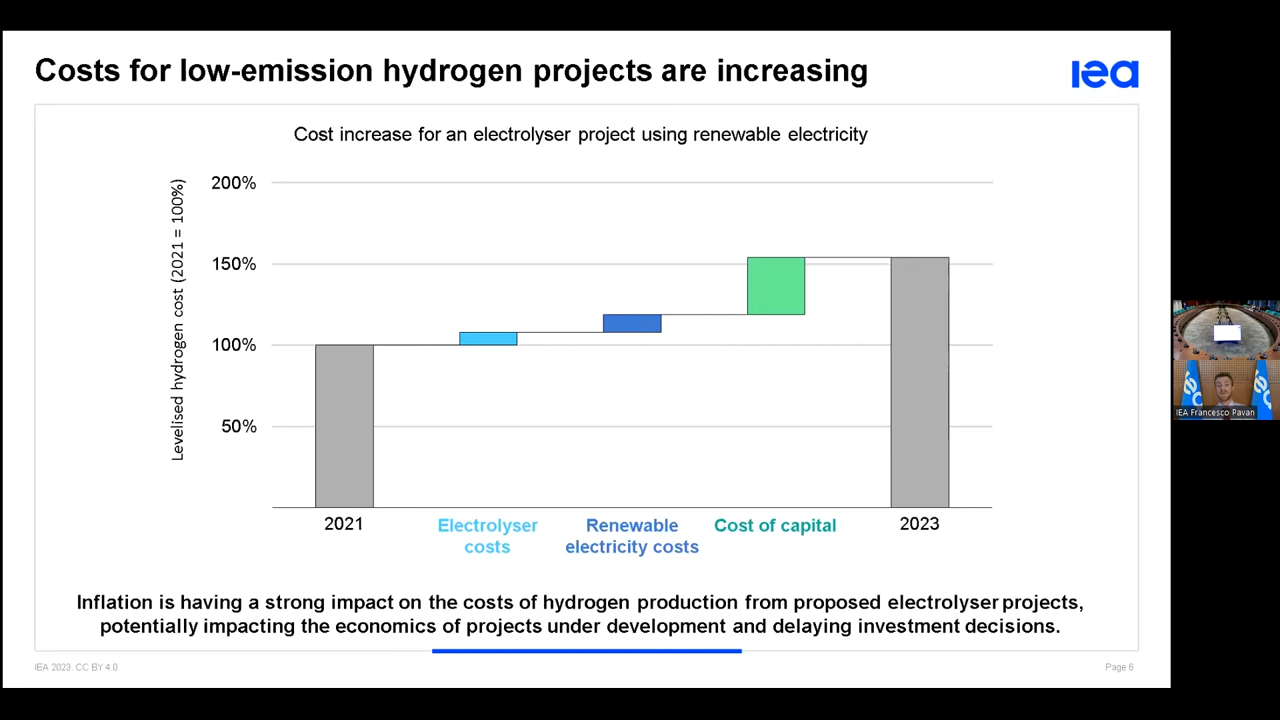 Costs for low-emission hydrogen projects are increasing
iea
Cost increase for an electrolyser project using renewable electricity
Levelised hydrogen cost (2021 = 100%)
200%
150%
100%
50%
2021
Electrolyser
costs
Renewable
electricity costs
Cost of capital
2023
Inflation is having a strong impact on the costs of hydrogen production from proposed electrolyser projects,
potentially impacting the economics of projects under development and delaying investment decisions.
IEA 2023. CC BY 4.0.
Page 6
IEA Francesco Pavan